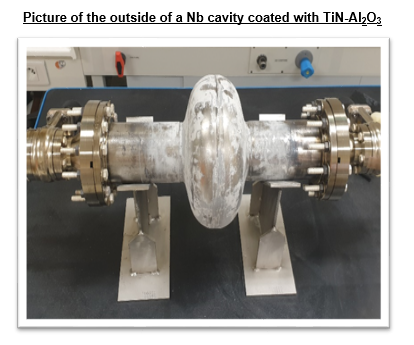 Picture of the outside of a Nb cavity coated with TiN-Al₂O₃